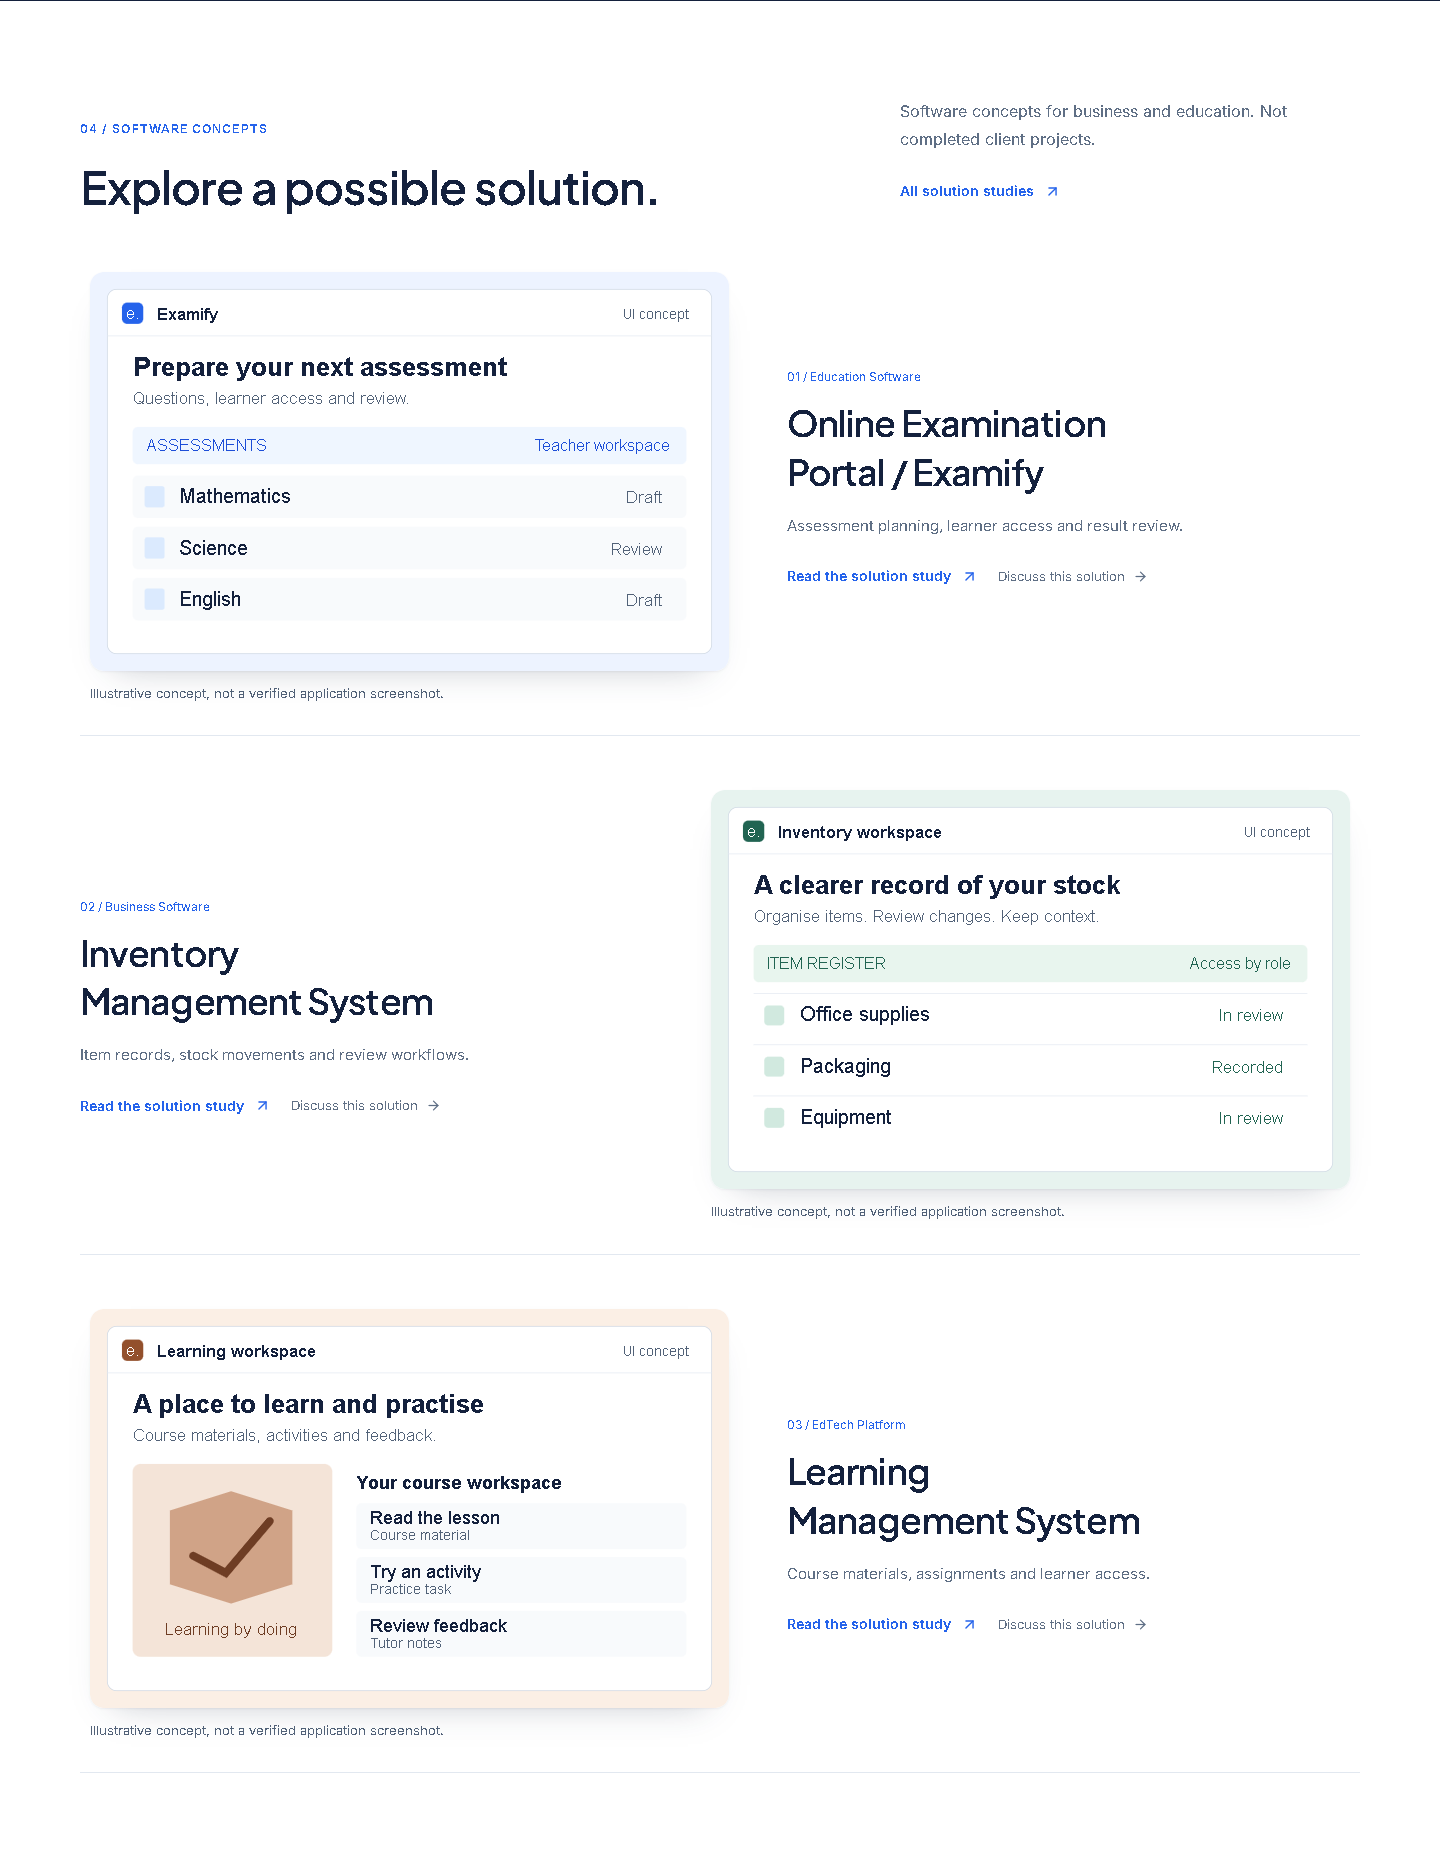 04 / SOFTWARE CONCEPTS
Explore a possible solution.
Software concepts for business and education. Not
completed client projects.
All solution studies
e. Examify UI concept
Prepare your next assessment
Questions, learner access and review.
ASSESSMENTS Teacher workspace
Mathematics Draft
Science Review
English Draft
Illustrative concept, not a verified application screenshot.
01 / Education Software
Online Examination
Portal / Examify
Assessment planning, learner access and result review.
Read the solution study Discuss this solution
02 / Business Software
Inventory
Management System
Item records, stock movements and review workflows.
Read the solution study Discuss this solution
e. Inventory workspace UI concept
A clearer record of your stock
Organise items. Review changes. Keep context.
ITEM REGISTER Access by role
Office supplies In review
Packaging Recorded
Equipment In review
Illustrative concept, not a verified application screenshot.
e. Learning workspace UI concept
A place to learn and practise
Course materials, activities and feedback.
Learning by doing
Your course workspace
Read the lesson
Course material
Try an activity
Practice task
Review feedback
Tutor notes
Illustrative concept, not a verified application screenshot.
03 / EdTech Platform
Learning
Management System
Course materials, assignments and learner access.
Read the solution study Discuss this solution